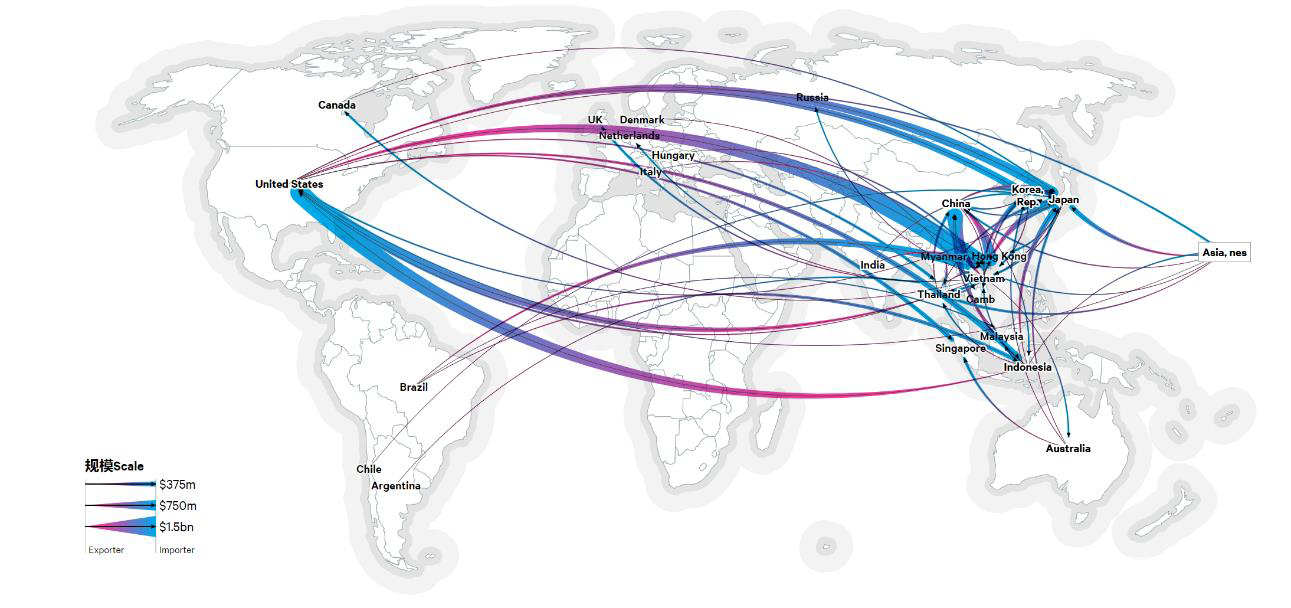 Canada
Russia
UK
Denmark
Netherlands
Hungary
Italy
United States
Korea,
Rep.
China
Japan
Asia, nes
Myanmar
Hong Kong
India
Vietnam
Thailand
Camb
Malaysia
Singapore
Indonesia
Brazil
Australia
Chile
Argentina
规模Scale
$375m
$750m
$1.5bn
Exporter
Importer